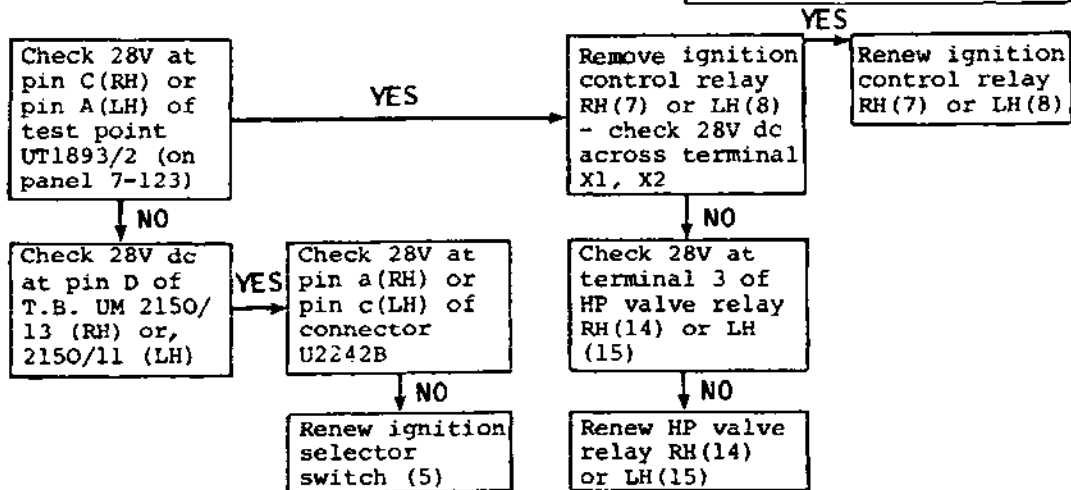 YES
Check 28V at
pin C(RH) or
pin A(LH) of
test point
UT1893/2 (on
panel 7-123)
YES
Remove ignition
control relay
RH(7) or LH(8)
- check 28V dc
across terminal
X1, X2
Renew ignition
control relay
RH(7) or LH(8)
NO
NO
Check 28V dc
at pin D of
T.B. UM 2150/
13 (RH) or,
2150/11 (LH)
YES
Check 28V at
pin a(RH) or
pin c(LH) of
connector
U2242B
Check 28V at
terminal 3 of
HP valve relay
RH(14) or LH
(15)
NO
NO
Renew ignition
selector
switch (5)
Renew HP valve
relay RH(14)
or LH(15)